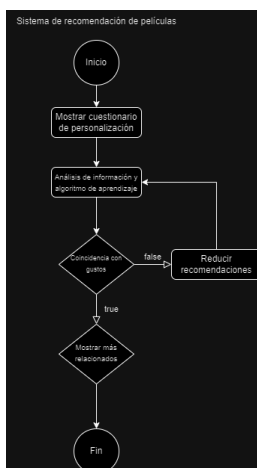 Sistema de recomendación de películas
Inicio
Mostrar cuestionario
de personalización
Análisis de información y
algoritmo de aprendizaje
Coincidencia con
gustos
false
Reducir
recomendaciones
true
Mostrar más
relacionados
Fin